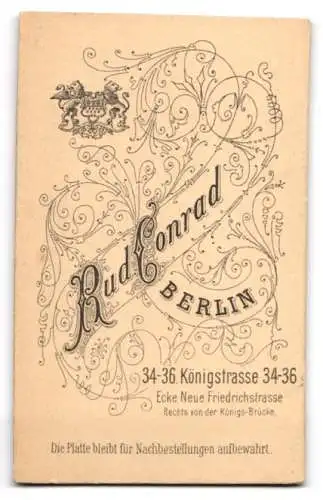 Rud Conrad
BERLIN
34-36. Königstrasse 34-36
Ecke Neue Friedrichstrasse
Rechts von der Königs-Brücke.
Die Platte bleibt für Nachbestellungen aufbewahrt.